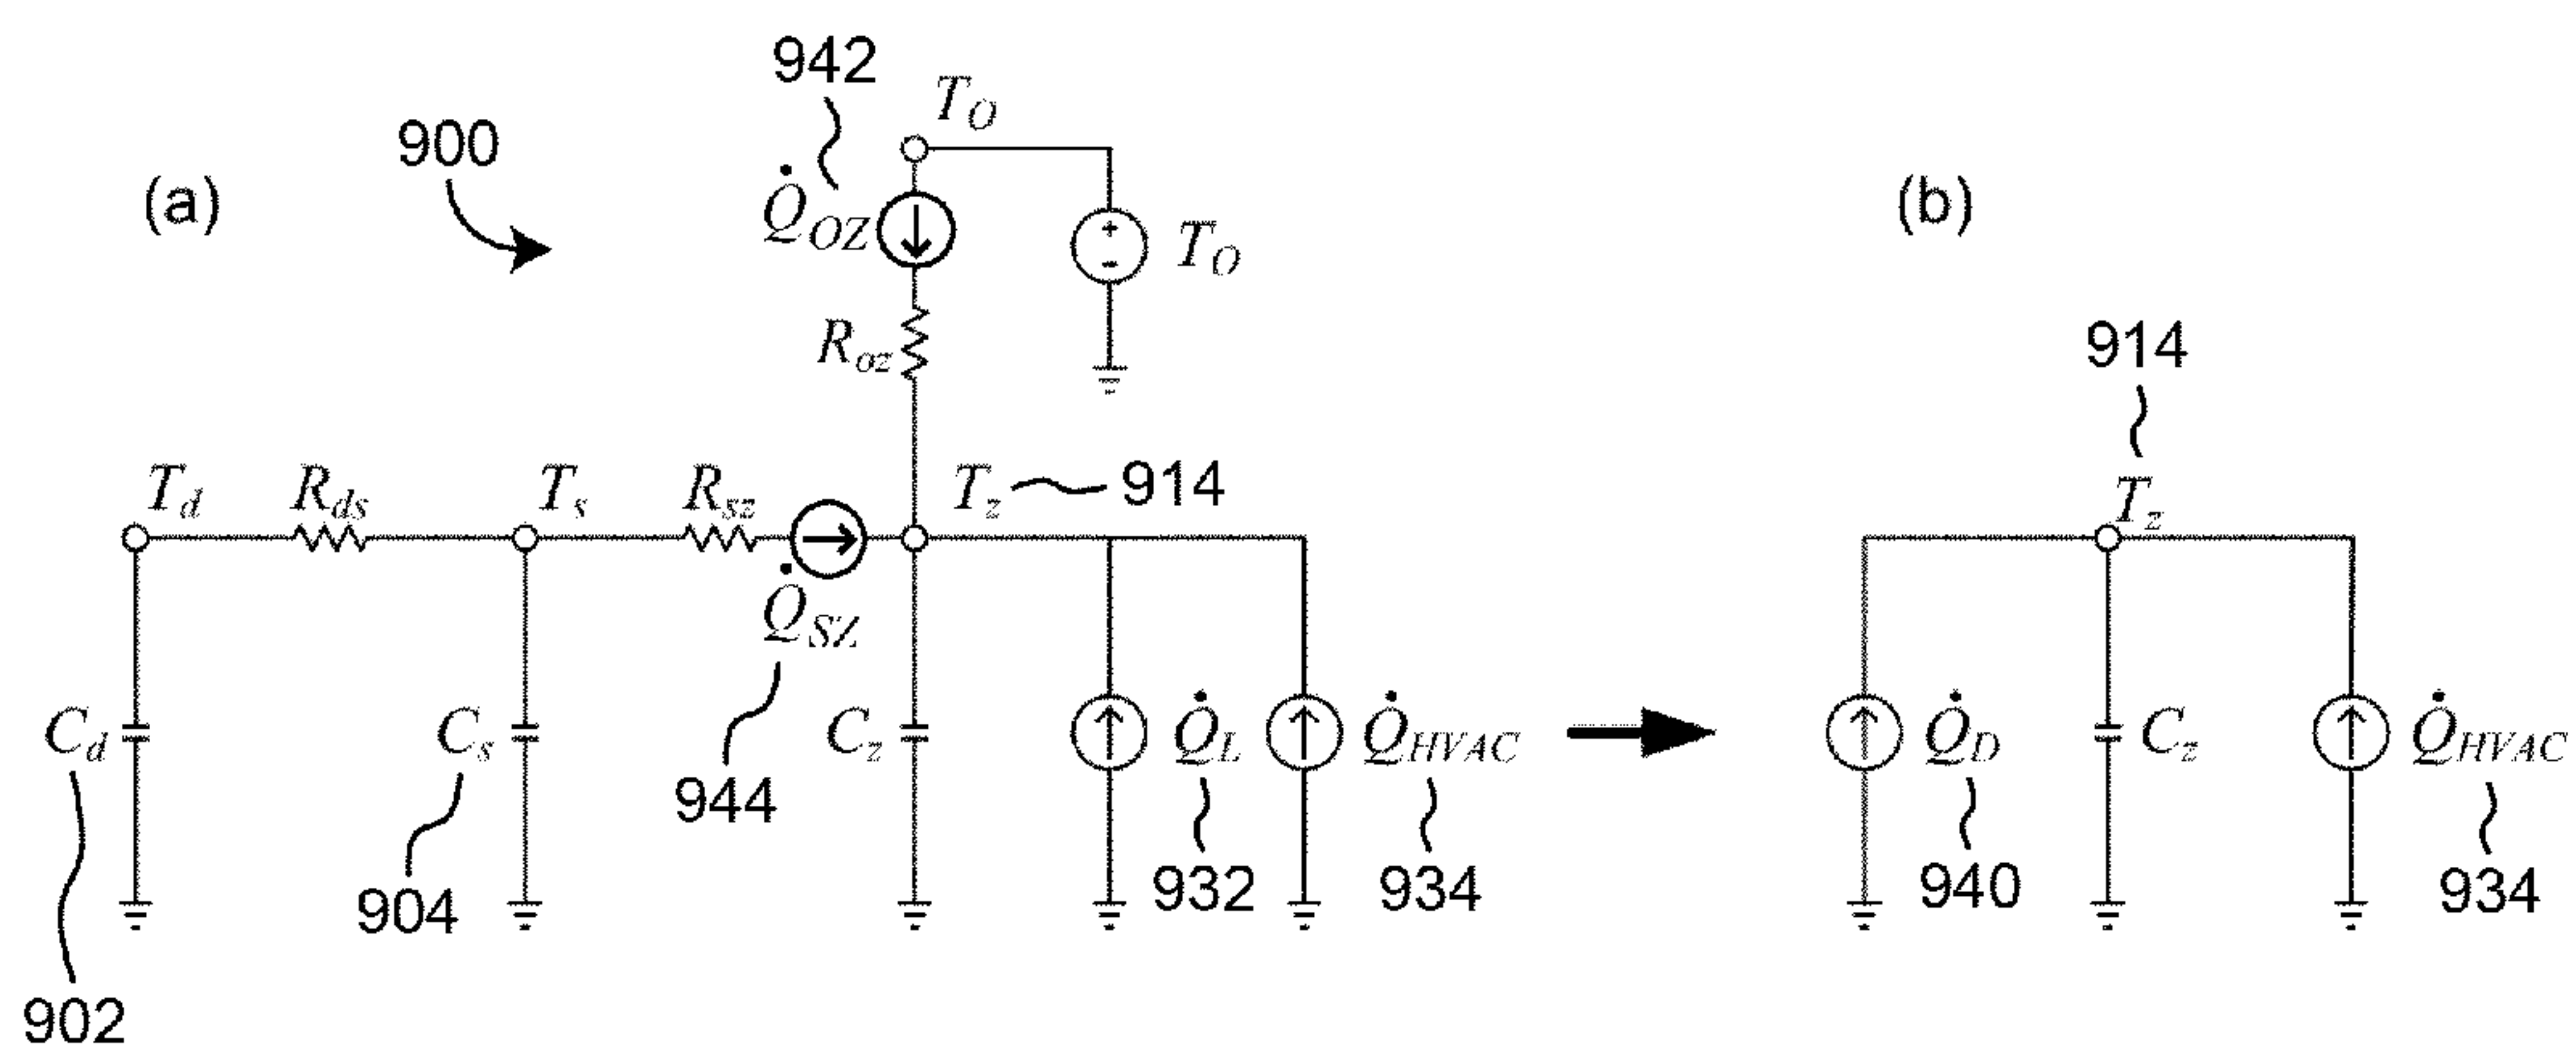 942
T_O
900
(a)
Q̇_OZ
+
-
T_O
(b)
R_oz
914
T_d
R_ds
T_s
R_sz
T_z
914
T_z
Q̇_SZ
C_d
C_s
C_z
Q̇_L
Q̇_HVAC
Q̇_D
C_z
Q̇_HVAC
944
904
932
934
940
934
902